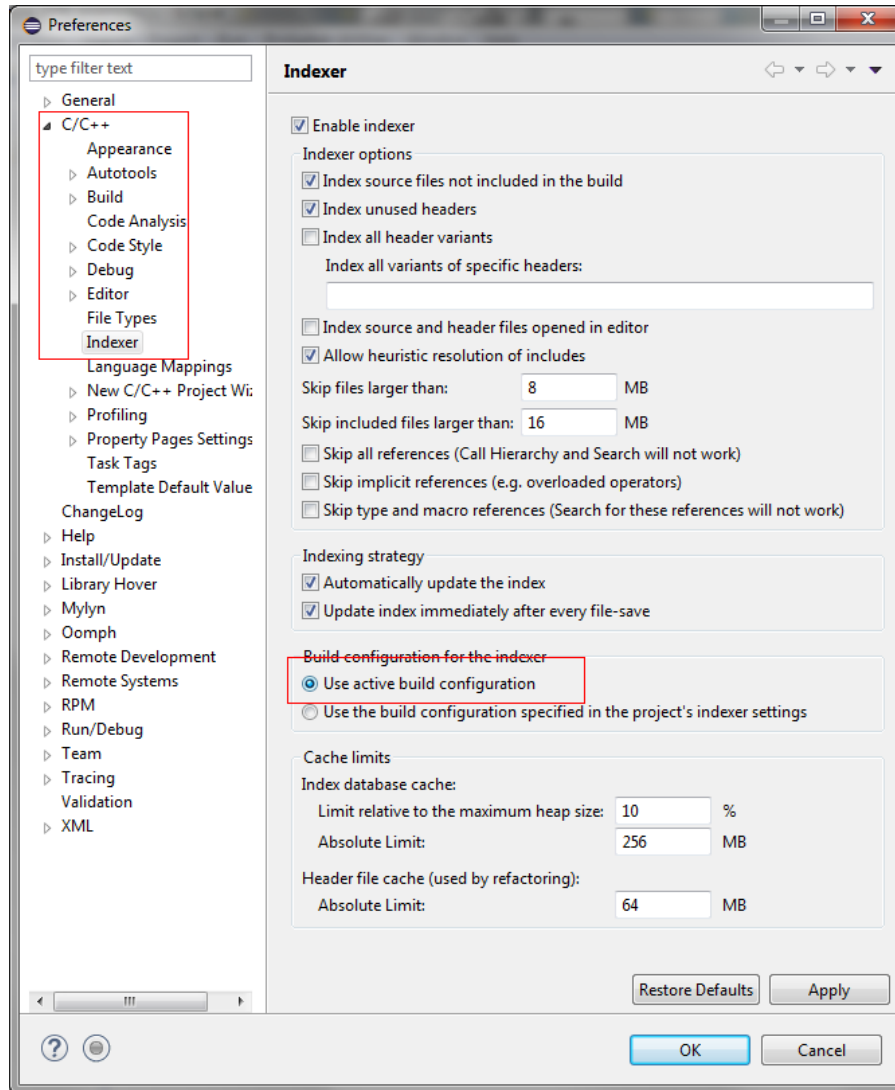 Preferences
type filter text
General
C/C++
Appearance
Autotools
Build
Code Analysis
Code Style
Debug
Editor
File Types
Indexer
Language Mappings
New C/C++ Project Wiz
Profiling
Property Pages Settings
Task Tags
Template Default Value
ChangeLog
Help
Install/Update
Library Hover
Mylyn
Oomph
Remote Development
Remote Systems
RPM
Run/Debug
Team
Tracing
Validation
XML
Indexer
Enable indexer
Indexer options
Index source files not included in the build
Index unused headers
Index all header variants
Index all variants of specific headers:
Index source and header files opened in editor
Allow heuristic resolution of includes
Skip files larger than: 8 MB
Skip included files larger than: 16 MB
Skip all references (Call Hierarchy and Search will not work)
Skip implicit references (e.g. overloaded operators)
Skip type and macro references (Search for these references will not work)
Indexing strategy
Automatically update the index
Update index immediately after every file-save
Build configuration for the indexer
Use active build configuration
Use the build configuration specified in the project's indexer settings
Cache limits
Index database cache:
Limit relative to the maximum heap size: 10 %
Absolute Limit: 256 MB
Header file cache (used by refactoring):
Absolute Limit: 64 MB
Restore Defaults Apply
OK Cancel